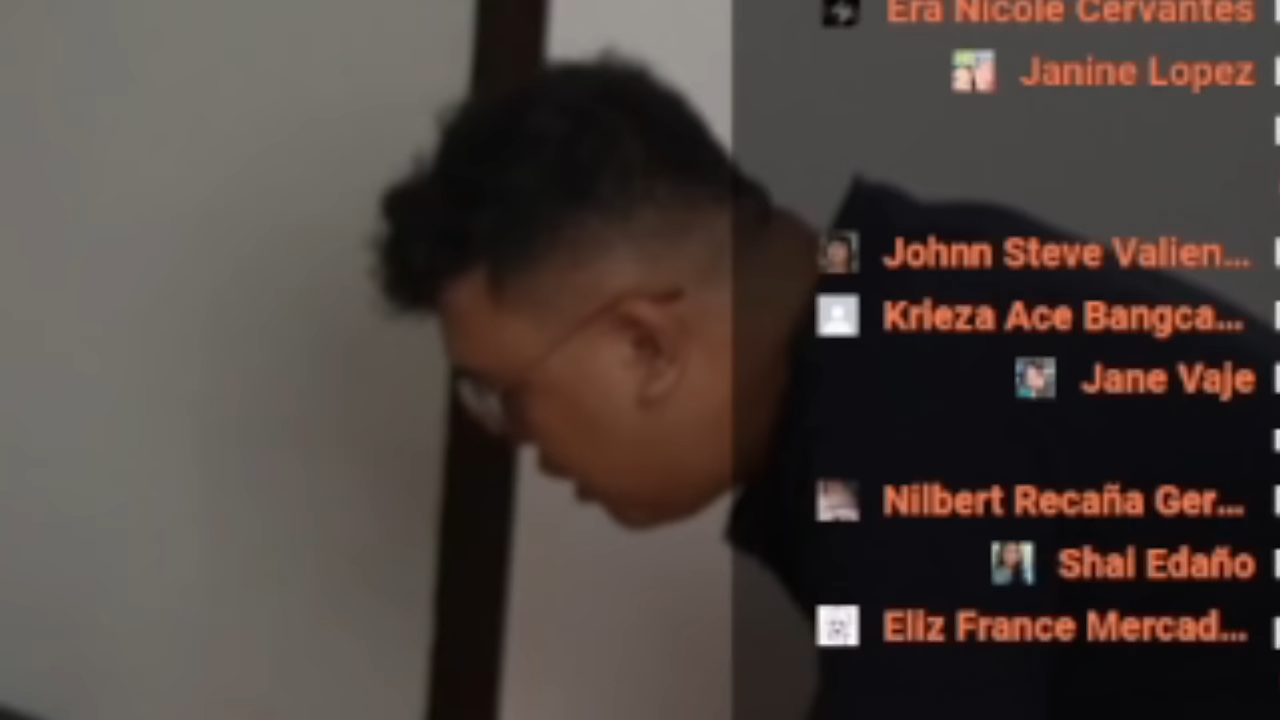 Era Nicole Cervantes
Janine Lopez
Johnn Steve Valien...
Krieza Ace Bangca...
Jane Vaje
Nilbert Recaña Ger...
Shai Edaño
Eliz France Mercad...